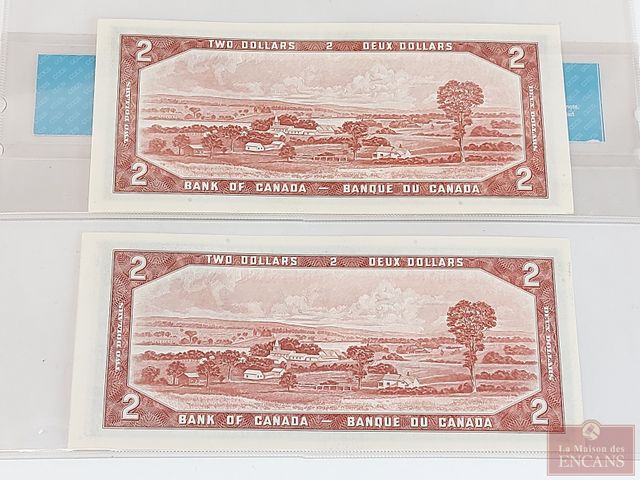 2 TWO DOLLARS 2 DEUX DOLLARS 2
TWO DOLLARS
DEUX DOLLARS
2 BANK OF CANADA – BANQUE DU CANADA 2
2 TWO DOLLARS 2 DEUX DOLLARS 2
TWO DOLLARS
DEUX DOLLARS
2 BANK OF CANADA – BANQUE DU CANADA 2
La Maison des
ENCANS